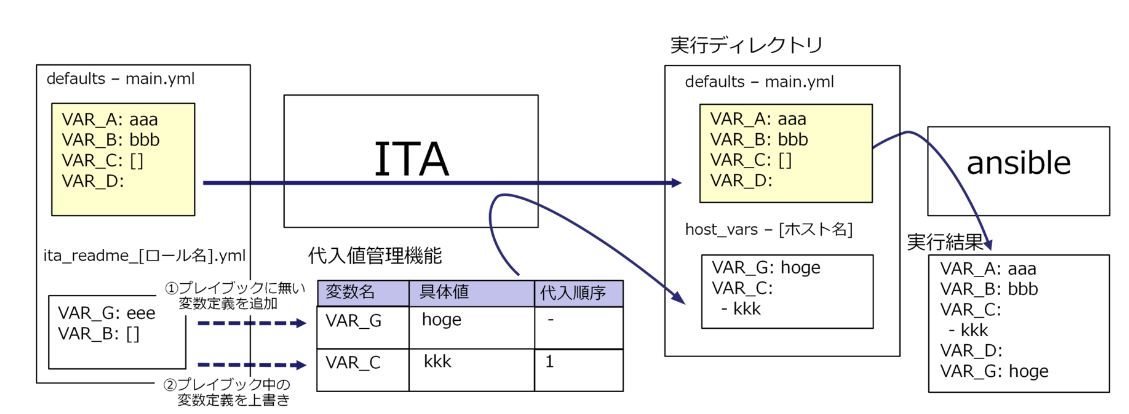 defaults – main.yml
VAR_A: aaa
VAR_B: bbb
VAR_C: []
VAR_D:
ita_readme_[ロール名].yml
VAR_G: eee
VAR_B: []
①プレイブックに無い
変数定義を追加
②プレイブック中の
変数定義を上書き
ITA
代入値管理機能
変数名 具体値 代入順序
VAR_G hoge -
VAR_C kkk 1
実行ディレクトリ
defaults – main.yml
VAR_A: aaa
VAR_B: bbb
VAR_C: []
VAR_D:
host_vars – [ホスト名]
VAR_G: hoge
VAR_C:
- kkk
ansible
実行結果
VAR_A: aaa
VAR_B: bbb
VAR_C:
- kkk
VAR_D:
VAR_G: hoge